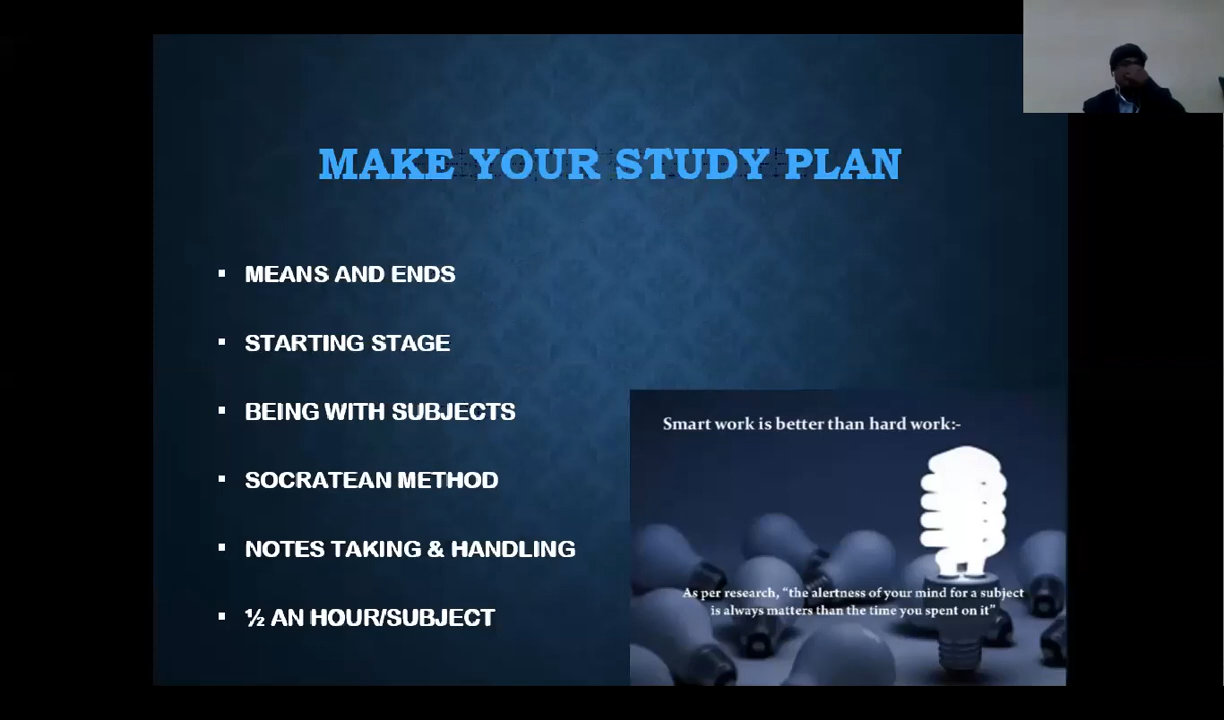 MAKE YOUR STUDY PLAN
▪ MEANS AND ENDS
▪ STARTING STAGE
▪ BEING WITH SUBJECTS
▪ SOCRATEAN METHOD
▪ NOTES TAKING & HANDLING
▪ ½ AN HOUR/SUBJECT
Smart work is better than hard work:-
As per research, “the alertness of your mind for a subject
is always matters than the time you spent on it”